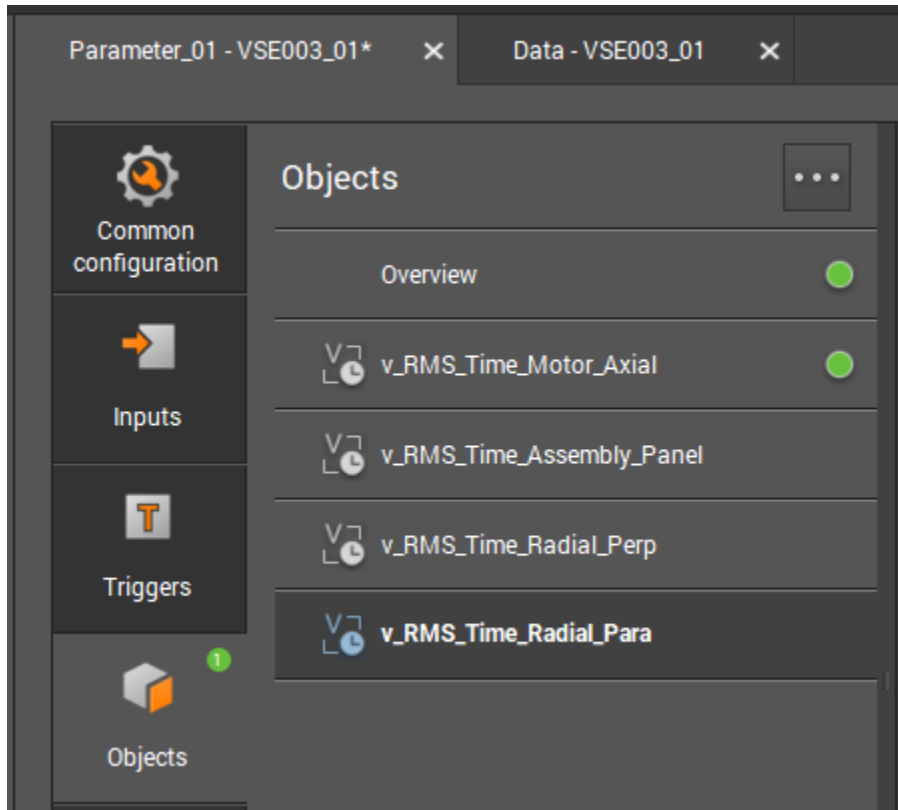 Parameter_01 - VSE003_01*
Data - VSE003_01
Common
configuration
Inputs
Triggers
1
Objects
Objects
Overview
v_RMS_Time_Motor_Axial
v_RMS_Time_Assembly_Panel
v_RMS_Time_Radial_Perp
v_RMS_Time_Radial_Para